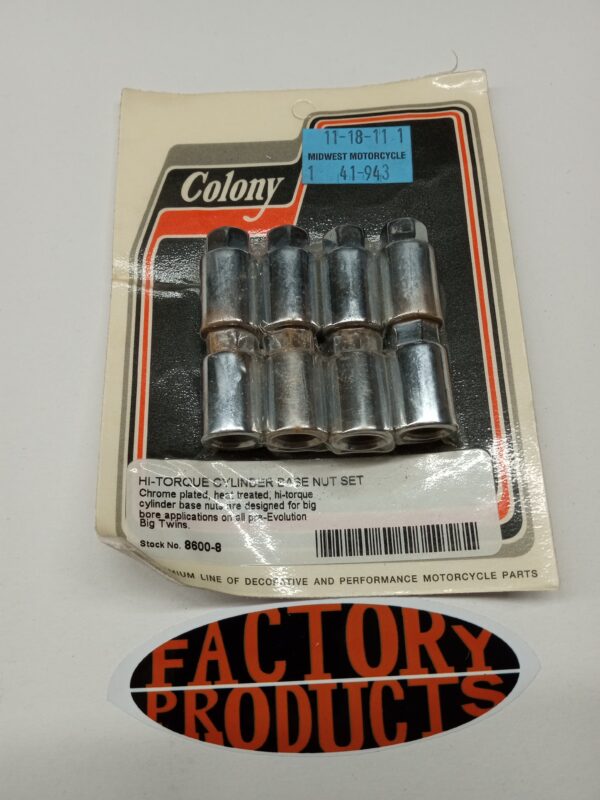 11-18-11 1
MIDWEST MOTORCYCLE
1 41-943
Colony
HI-TORQUE CYLINDER BASE NUT SET
Chrome plated, heat treated, hi-torque
cylinder base nuts are designed for big
bore applications on all pre-Evolution
Big Twins.
Stock No. 8600-8
LINE OF DECORATIVE AND PERFORMANCE MOTORCYCLE PARTS
FACTORY
PRODUCTS